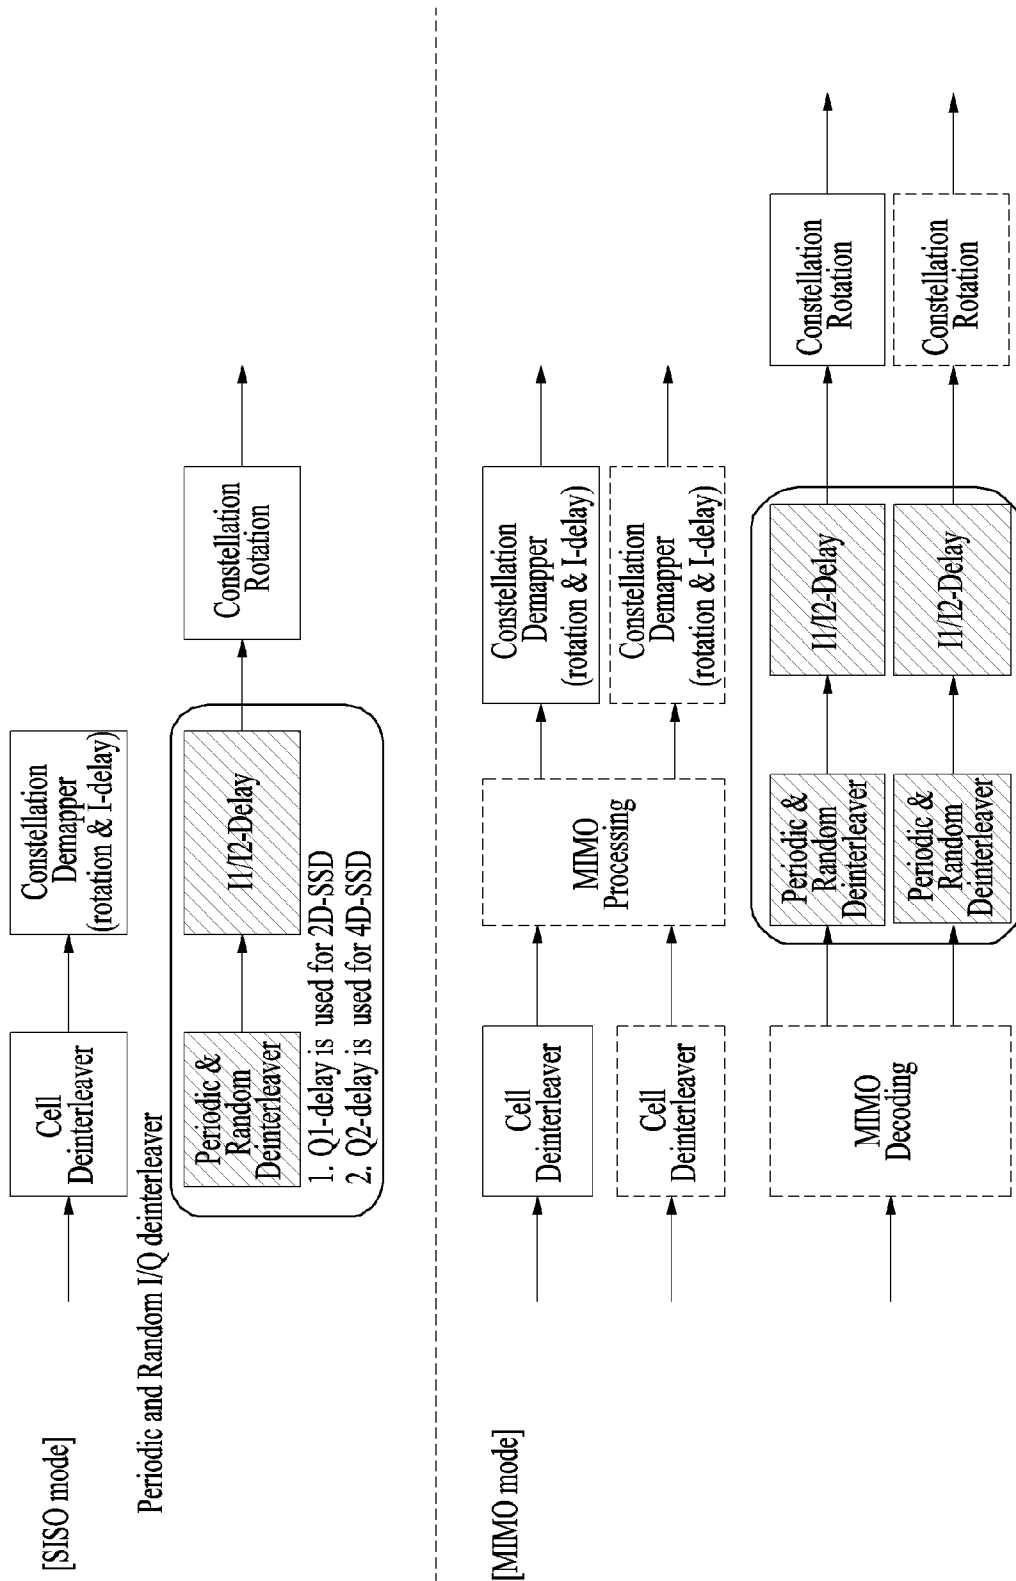 [SISO mode]
Cell
Deinterleaver
Constellation
Demapper
(rotation & I-delay)
Periodic and Random I/Q deinterleaver
Periodic &
Random
Deinterleaver
I1/I2-Delay
Constellation
Rotation
1. Q1-delay is used for 2D-SSD
2. Q2-delay is used for 4D-SSD
[MIMO mode]
Cell
Deinterleaver
Cell
Deinterleaver
MIMO
Processing
Constellation
Demapper
(rotation & I-delay)
Constellation
Demapper
(rotation & I-delay)
MIMO
Decoding
Periodic &
Random
Deinterleaver
I1/I2-Delay
Constellation
Rotation
Periodic &
Random
Deinterleaver
I1/I2-Delay
Constellation
Rotation